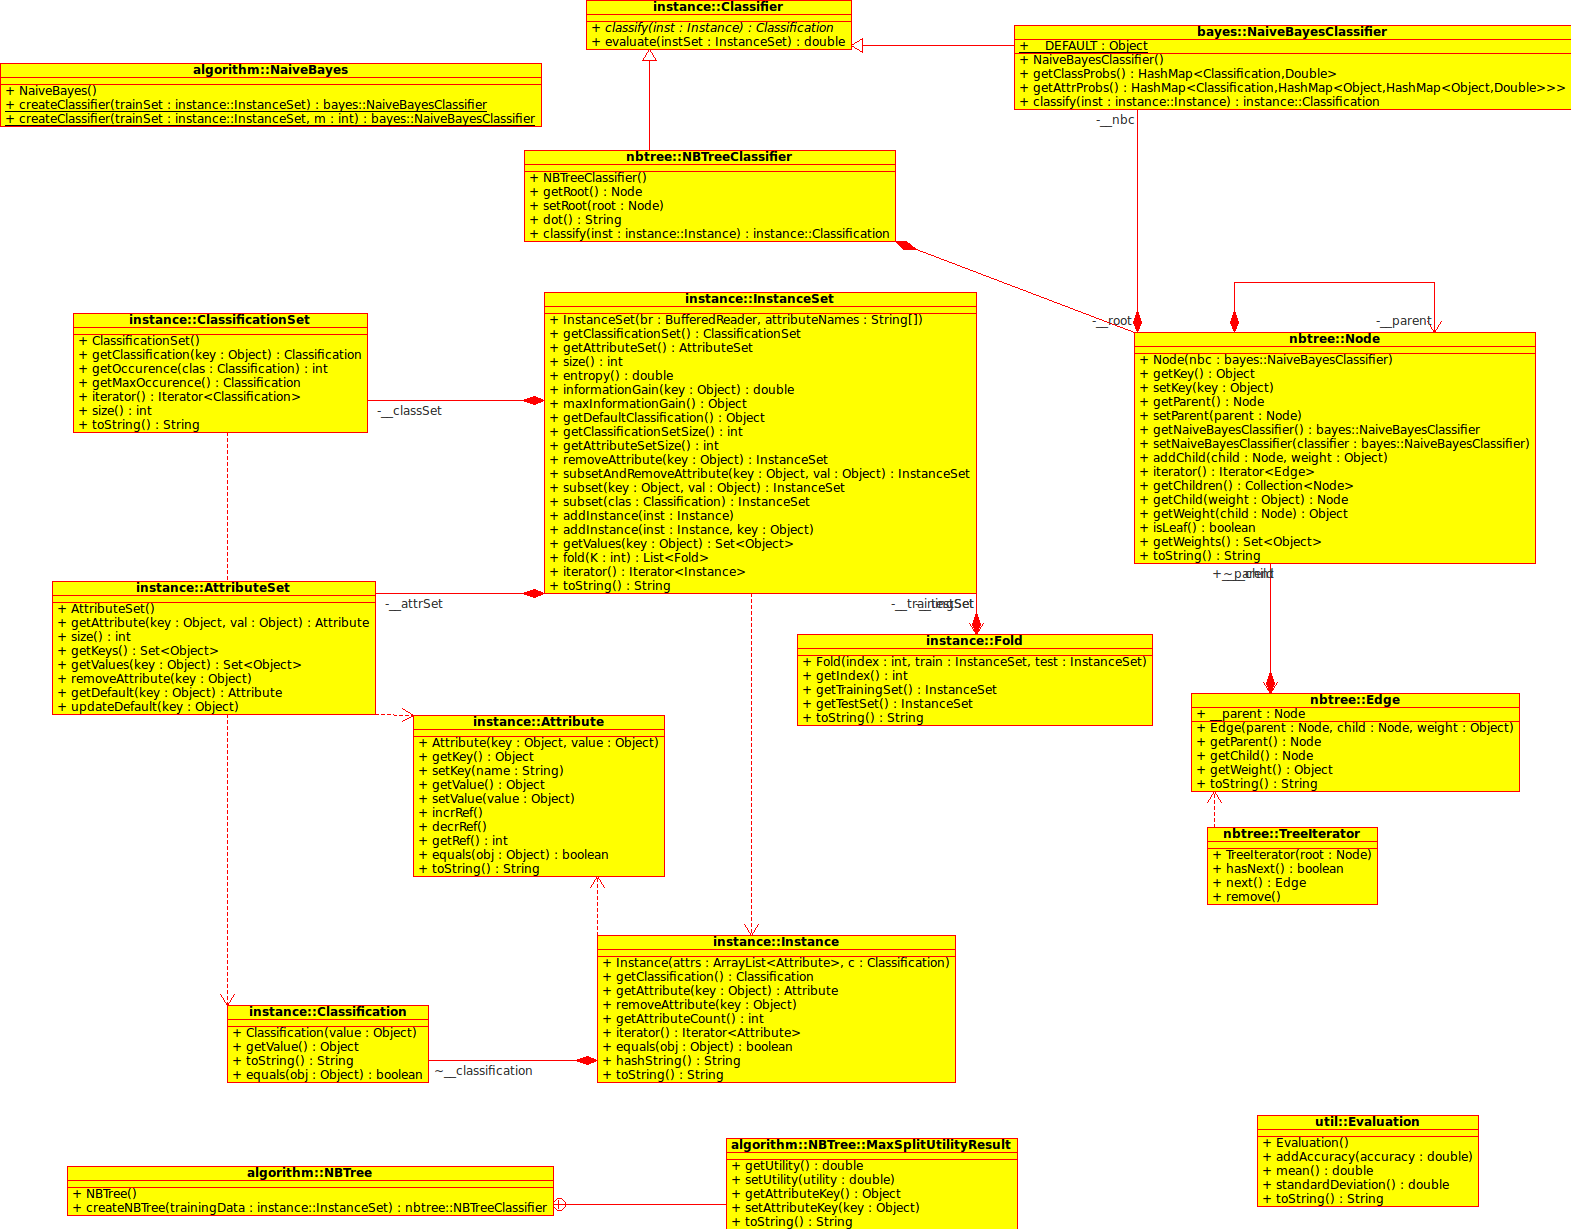 instance::Classifier
+ classify(inst : Instance) : Classification
+ evaluate(instSet : InstanceSet) : double
bayes::NaiveBayesClassifier
+ __DEFAULT : Object
+ NaiveBayesClassifier()
+ getClassProbs() : HashMap<Classification,Double>
+ getAttrProbs() : HashMap<Classification,HashMap<Object,HashMap<Object,Double>>>
+ classify(inst : instance::Instance) : instance::Classification
-__nbc
algorithm::NaiveBayes
+ NaiveBayes()
+ createClassifier(trainSet : instance::InstanceSet) : bayes::NaiveBayesClassifier
+ createClassifier(trainSet : instance::InstanceSet, m : int) : bayes::NaiveBayesClassifier
nbtree::NBTreeClassifier
+ NBTreeClassifier()
+ getRoot() : Node
+ setRoot(root : Node)
+ dot() : String
+ classify(inst : instance::Instance) : instance::Classification
-__root
-__parent
instance::ClassificationSet
+ ClassificationSet()
+ getClassification(key : Object) : Classification
+ getOccurence(clas : Classification) : int
+ getMaxOccurence() : Classification
+ iterator() : Iterator<Classification>
+ size() : int
+ toString() : String
-__classSet
instance::InstanceSet
+ InstanceSet(br : BufferedReader, attributeNames : String[])
+ getClassificationSet() : ClassificationSet
+ getAttributeSet() : AttributeSet
+ size() : int
+ entropy() : double
+ informationGain(key : Object) : double
+ maxInformationGain() : Object
+ getDefaultClassification() : Object
+ getClassificationSetSize() : int
+ getAttributeSetSize() : int
+ removeAttribute(key : Object) : InstanceSet
+ subsetAndRemoveAttribute(key : Object, val : Object) : InstanceSet
+ subset(key : Object, val : Object) : InstanceSet
+ subset(clas : Classification) : InstanceSet
+ addInstance(inst : Instance)
+ addInstance(inst : Instance, key : Object)
+ getValues(key : Object) : Set<Object>
+ fold(K : int) : List<Fold>
+ iterator() : Iterator<Instance>
+ toString() : String
nbtree::Node
+ Node(nbc : bayes::NaiveBayesClassifier)
+ getKey() : Object
+ setKey(key : Object)
+ getParent() : Node
+ setParent(parent : Node)
+ getNaiveBayesClassifier() : bayes::NaiveBayesClassifier
+ setNaiveBayesClassifier(classifier : bayes::NaiveBayesClassifier)
+ addChild(child : Node, weight : Object)
+ iterator() : Iterator<Edge>
+ getChildren() : Collection<Node>
+ getChild(weight : Object) : Node
+ getWeight(child : Node) : Object
+ isLeaf() : boolean
+ getWeights() : Set<Object>
+ toString() : String
instance::AttributeSet
+ AttributeSet()
+ getAttribute(key : Object, val : Object) : Attribute
+ size() : int
+ getKeys() : Set<Object>
+ getValues(key : Object) : Set<Object>
+ removeAttribute(key : Object)
+ getDefault(key : Object) : Attribute
+ updateDefault(key : Object)
-__attrSet
instance::Fold
+ Fold(index : int, train : InstanceSet, test : InstanceSet)
+ getIndex() : int
+ getTrainingSet() : InstanceSet
+ getTestSet() : InstanceSet
+ toString() : String
nbtree::Edge
+ __parent : Node
+ Edge(parent : Node, child : Node, weight : Object)
+ getParent() : Node
+ getChild() : Node
+ getWeight() : Object
+ toString() : String
instance::Attribute
+ Attribute(key : Object, value : Object)
+ getKey() : Object
+ setKey(name : String)
+ getValue() : Object
+ setValue(value : Object)
+ incrRef()
+ decrRef()
+ getRef() : int
+ equals(obj : Object) : boolean
+ toString() : String
nbtree::TreeIterator
+ TreeIterator(root : Node)
+ hasNext() : boolean
+ next() : Edge
+ remove()
instance::Instance
+ Instance(attrs : ArrayList<Attribute>, c : Classification)
+ getClassification() : Classification
+ getAttribute(key : Object) : Attribute
+ removeAttribute(key : Object)
+ getAttributeCount() : int
+ iterator() : Iterator<Attribute>
+ equals(obj : Object) : boolean
+ hashString() : String
+ toString() : String
instance::Classification
+ Classification(value : Object)
+ getValue() : Object
+ toString() : String
+ equals(obj : Object) : boolean
~__classification
util::Evaluation
+ Evaluation()
+ addAccuracy(accuracy : double)
+ mean() : double
+ standardDeviation() : double
+ toString() : String
algorithm::NBTree::MaxSplitUtilityResult
+ getUtility() : double
+ setUtility(utility : double)
+ getAttributeKey() : Object
+ setAttributeKey(key : Object)
+ toString() : String
algorithm::NBTree
+ NBTree()
+ createNBTree(trainingData : instance::InstanceSet) : nbtree::NBTreeClassifier